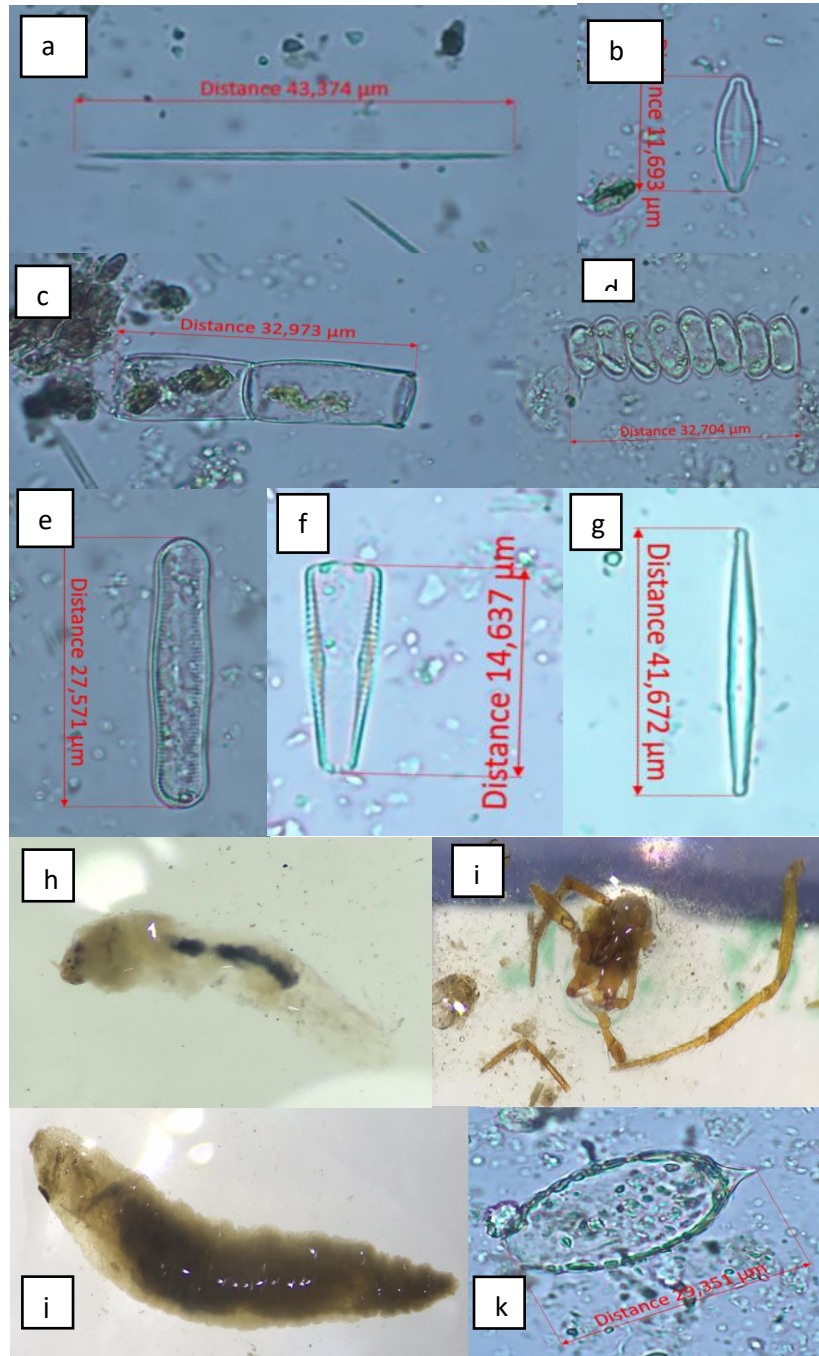 a
Distance 43,374 µm
b
ce 11,693 µm
c
Distance 32,973 µm
d
Distance 32,704 µm
e
Distance 27,571 µm
f
Distance 14,637 µm
g
Distance 41,672 µm
h
i
j
k
Distance 29,351 µm